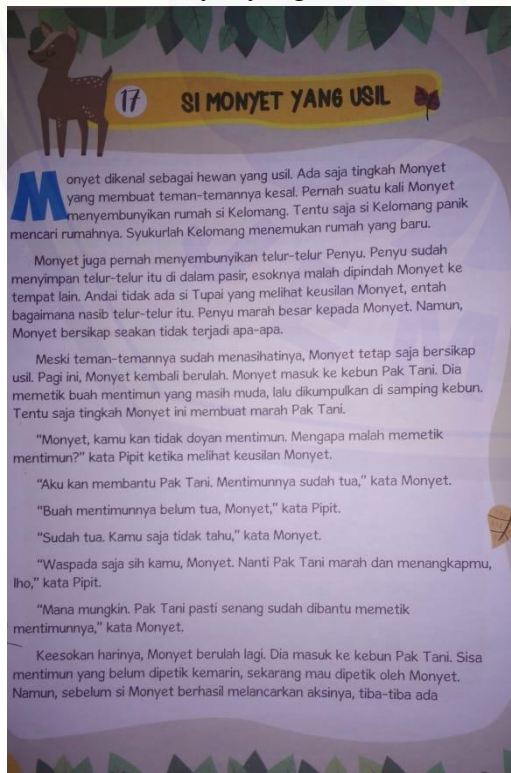 17 SI MONYET YANG USIL
Monyet dikenal sebagai hewan yang usil. Ada saja tingkah Monyet
yang membuat teman-temannya kesal. Pernah suatu kali Monyet
menyembunyikan rumah si Kelomang. Tentu saja si Kelomang panik
mencari rumahnya. Syukurlah Kelomang menemukan rumah yang baru.
Monyet juga pernah menyembunyikan telur-telur Penyu. Penyu sudah
menyimpan telur-telur itu di dalam pasir, esoknya malah dipindah Monyet ke
tempat lain. Andai tidak ada si Tupai yang melihat keusilan Monyet, entah
bagaimana nasib telur-telur itu. Penyu marah besar kepada Monyet. Namun,
Monyet bersikap seakan tidak terjadi apa-apa.
Meski teman-temannya sudah menasihatinya, Monyet tetap saja bersikap
usil. Pagi ini, Monyet kembali berulah. Monyet masuk ke kebun Pak Tani. Dia
memetik buah mentimun yang masih muda, lalu dikumpulkan di samping kebun.
Tentu saja tingkah Monyet ini membuat marah Pak Tani.
"Monyet, kamu kan tidak doyan mentimun. Mengapa malah memetik
mentimun?" kata Pipit ketika melihat keusilan Monyet.
"Aku kan membantu Pak Tani. Mentimunnya sudah tua," kata Monyet.
"Buah mentimunnya belum tua, Monyet," kata Pipit.
"Sudah tua. Kamu saja tidak tahu," kata Monyet.
"Waspada saja sih kamu, Monyet. Nanti Pak Tani marah dan menangkapmu,
lho," kata Pipit.
"Mana mungkin. Pak Tani pasti senang sudah dibantu memetik
mentimunnya," kata Monyet.
Keesokan harinya, Monyet berulah lagi. Dia masuk ke kebun Pak Tani. Sisa
mentimun yang belum dipetik kemarin, sekarang mau dipetik oleh Monyet.
Namun, sebelum si Monyet berhasil melancarkan aksinya, tiba-tiba ada